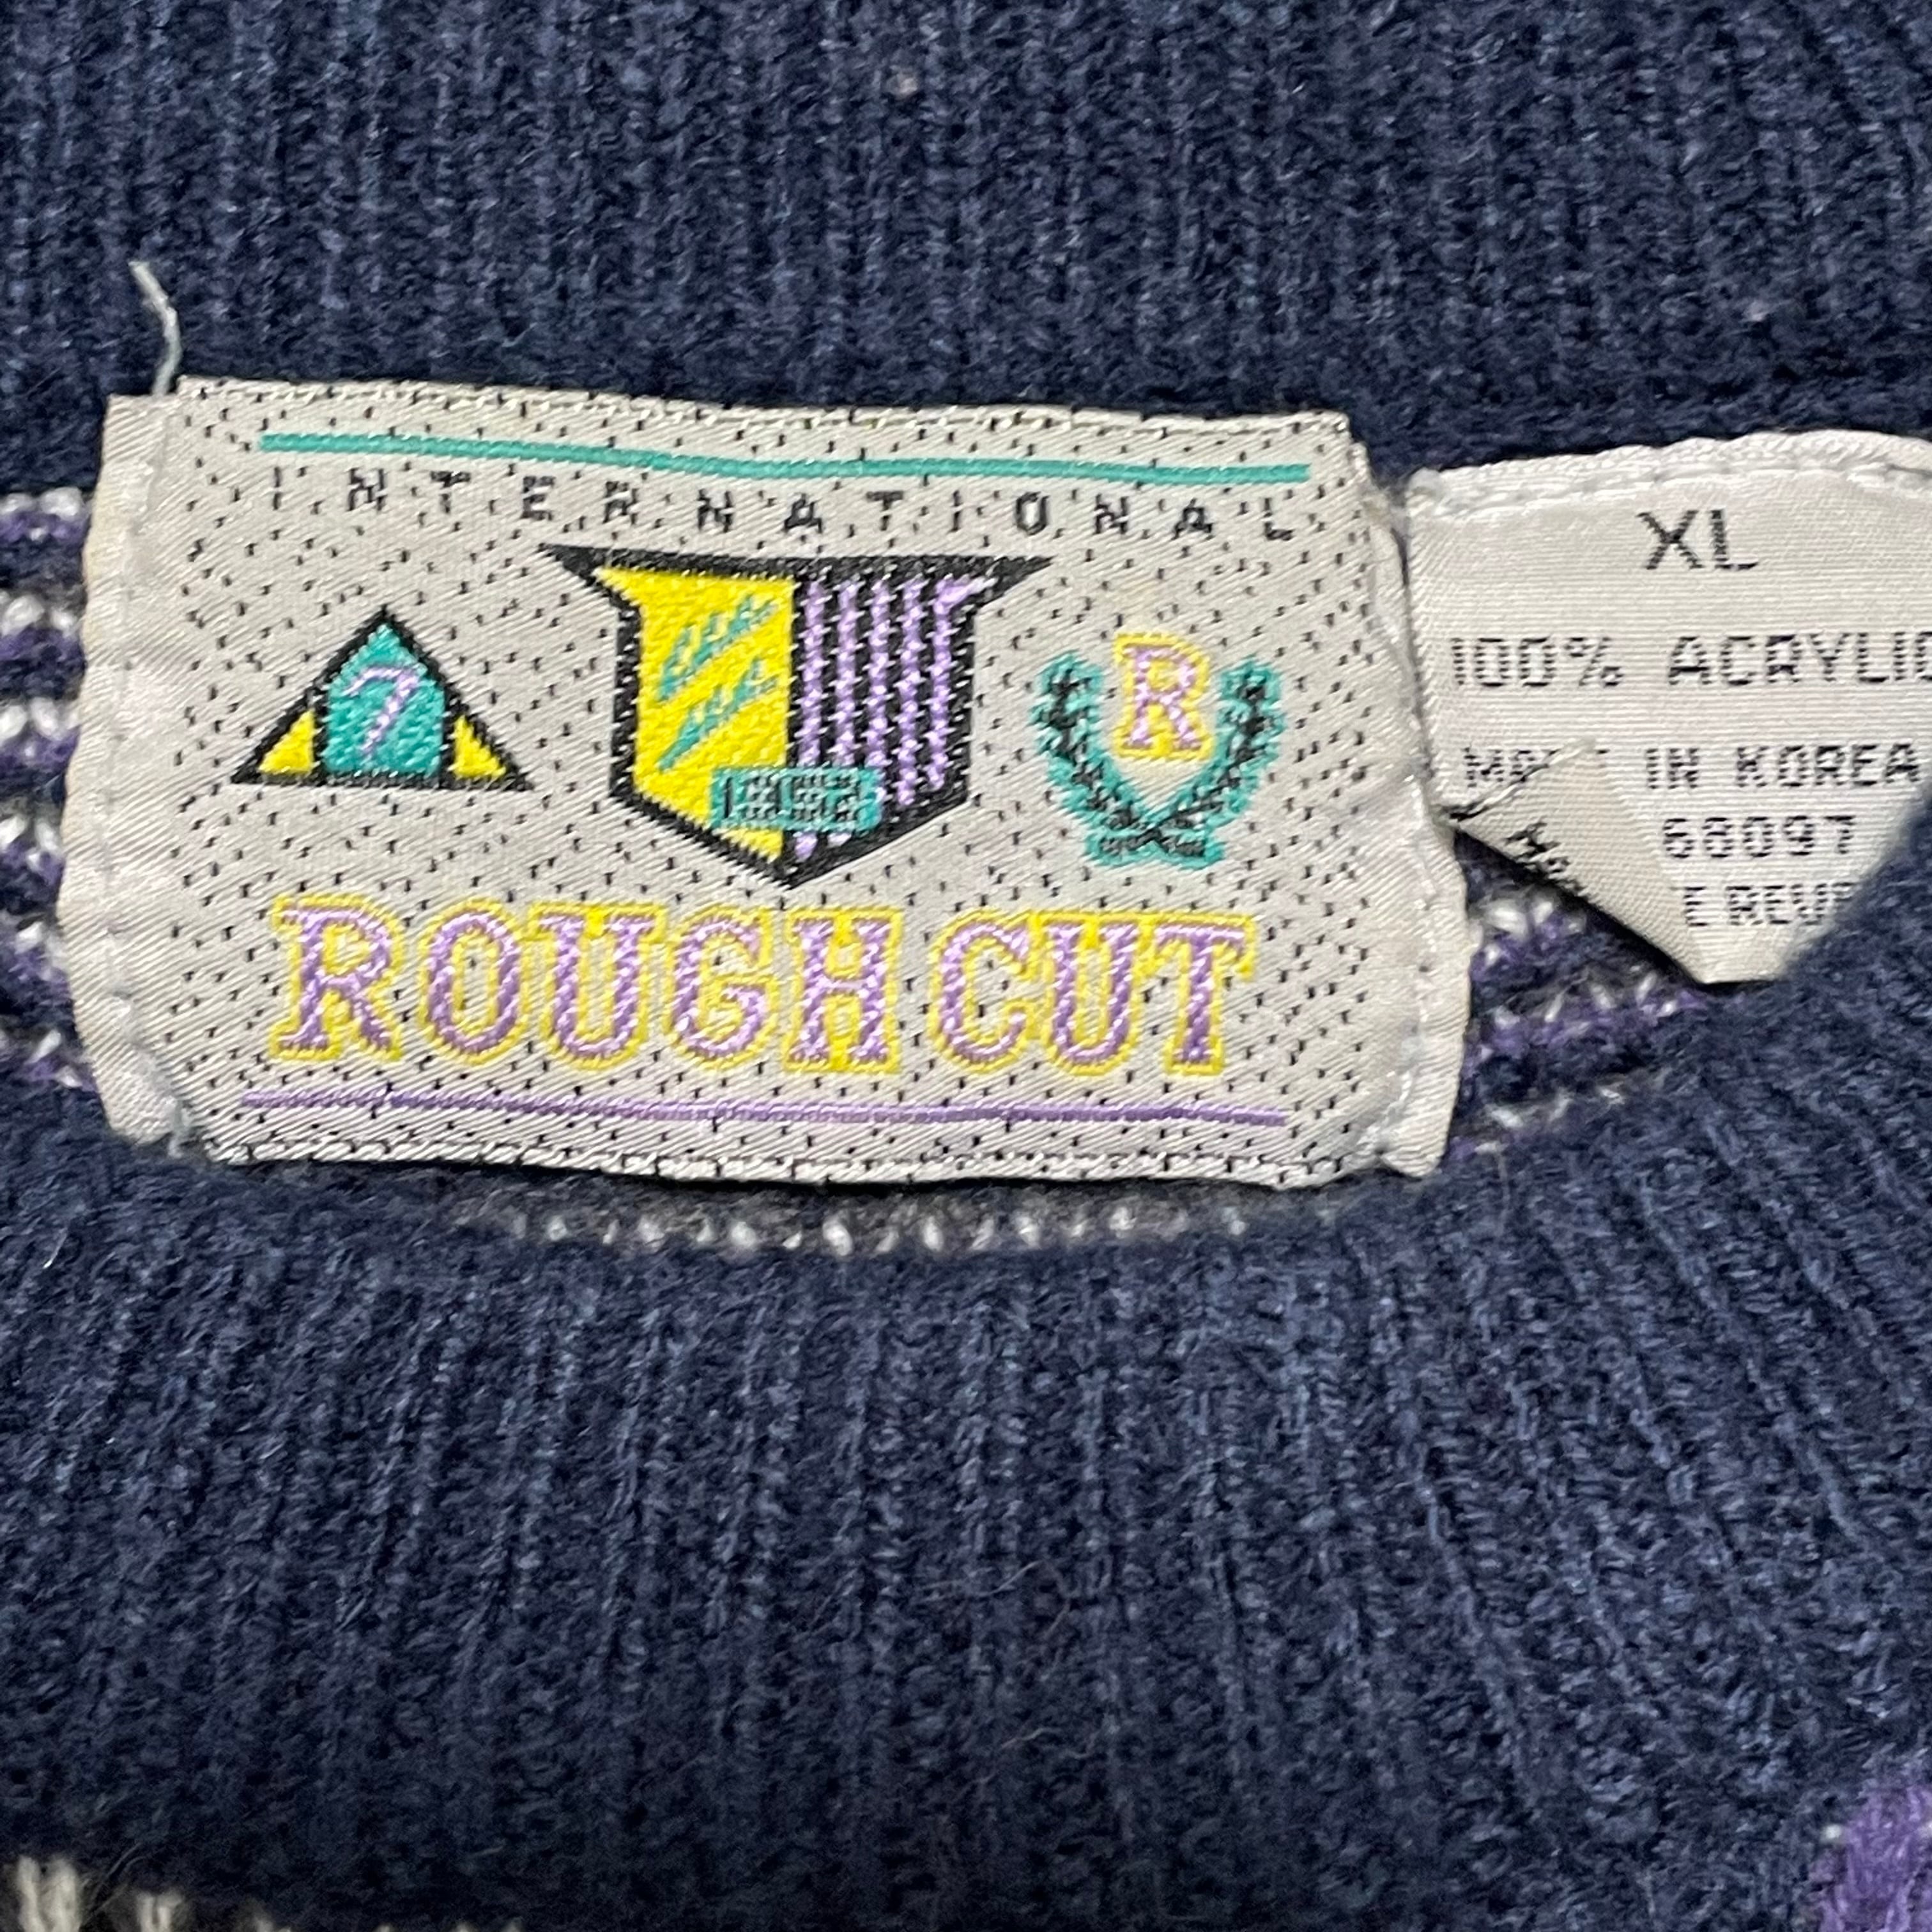 INTERNATIONAL
7
R
ROUGH CUT
XL
100% ACRYLIC
IN KOREA
68097